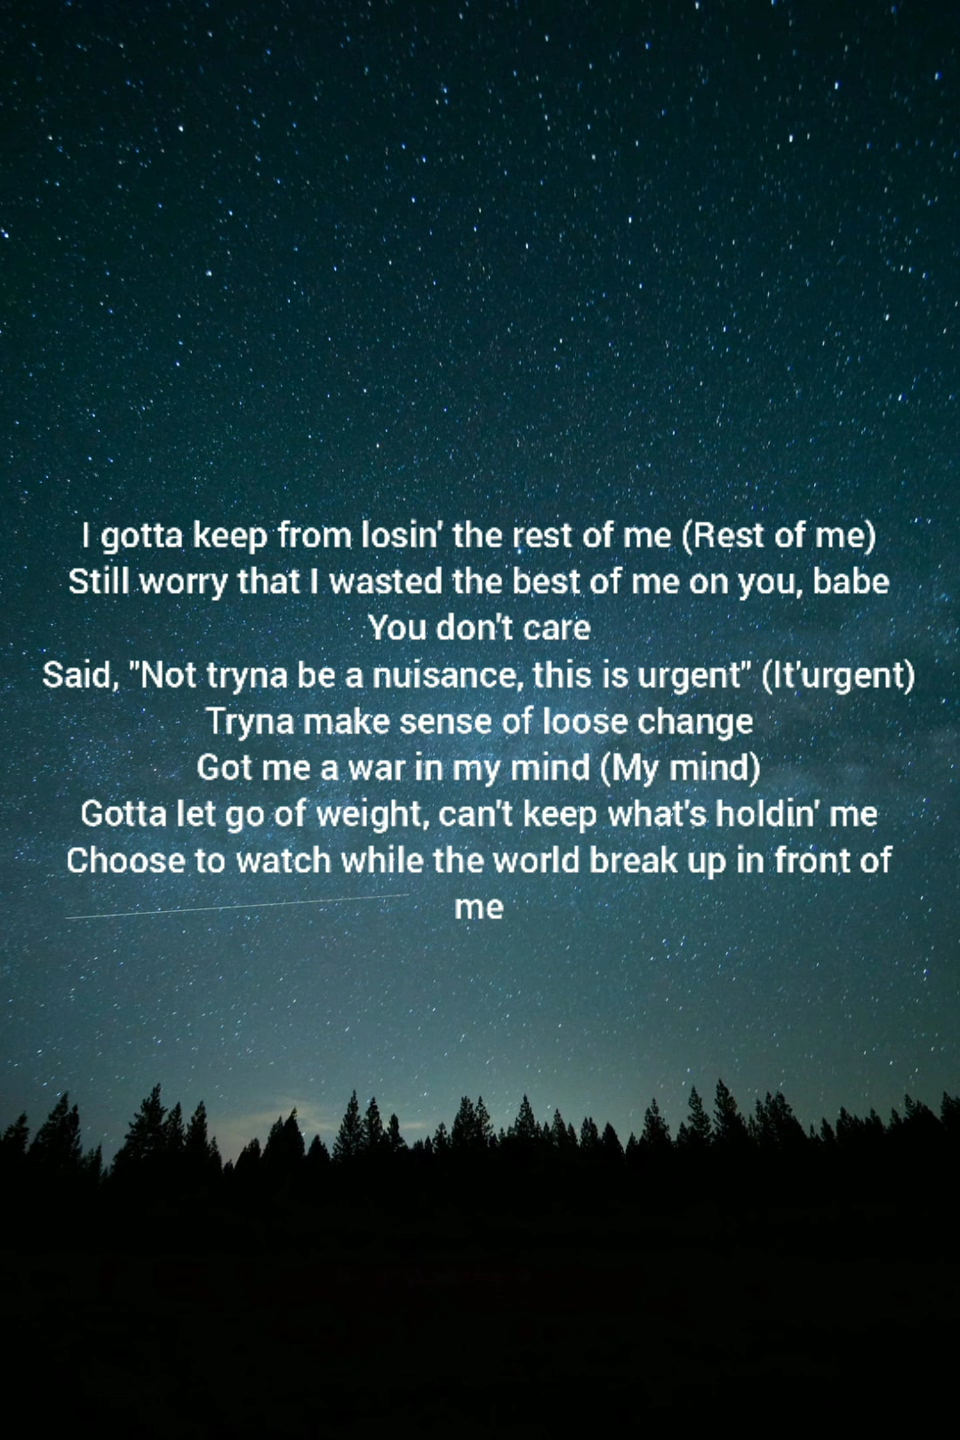 I gotta keep from losin' the rest of me (Rest of me)
Still worry that I wasted the best of me on you, babe
You don't care
Said, "Not tryna be a nuisance, this is urgent" (It'urgent)
Tryna make sense of loose change
Got me a war in my mind (My mind)
Gotta let go of weight, can't keep what's holdin' me
Choose to watch while the world break up in front of
me